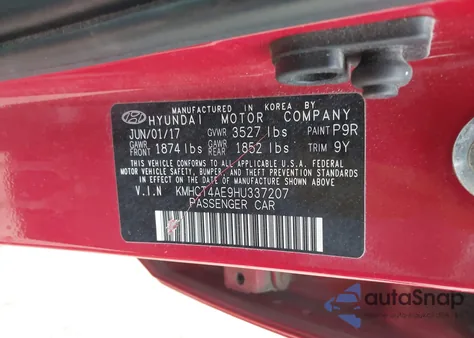 MANUFACTURED IN KOREA BY
HYUNDAI MOTOR COMPANY
JUN/01/17 GVWR 3527 lbs PAINT P9R
GAWR FRONT 1874 lbs GAWR REAR 1852 lbs TRIM 9Y
THIS VEHICLE CONFORMS TO ALL APPLICABLE U.S.A. FEDERAL
MOTOR VEHICLE SAFETY, BUMPER, AND THEFT PREVENTION STANDARDS
IN EFFECT ON THE DATE OF MANUFACTURE SHOWN ABOVE.
V.I.N KMHCT4AE9HU337207
PASSENGER CAR
autoSnap